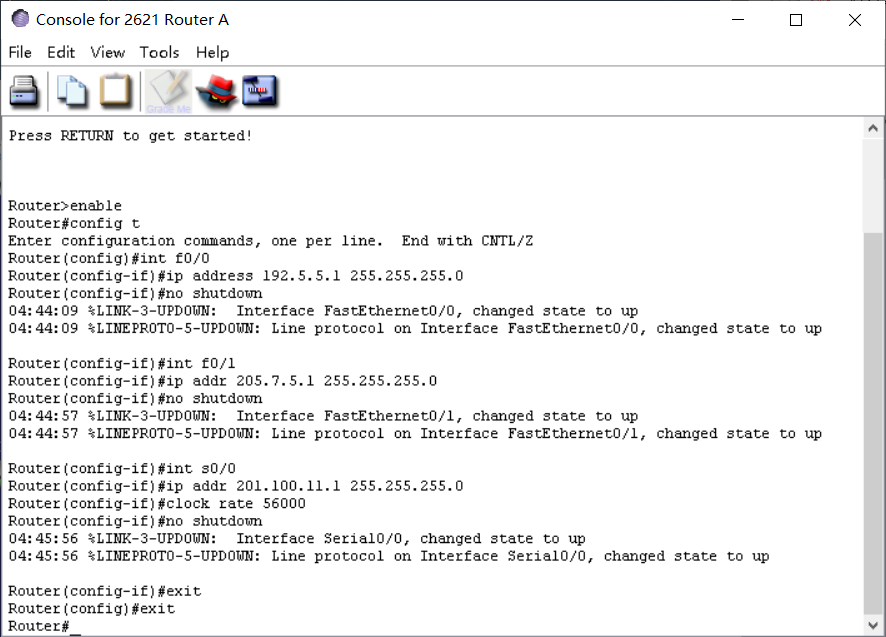 Console for 2621 Router A
File Edit View Tools Help
Grade Me
Press RETURN to get started!
Router>enable
Router#config t
Enter configuration commands, one per line.  End with CNTL/Z
Router(config)#int f0/0
Router(config-if)#ip address 192.5.5.1 255.255.255.0
Router(config-if)#no shutdown
04:44:09 %LINK-3-UPDOWN:  Interface FastEthernet0/0, changed state to up
04:44:09 %LINEPROTO-5-UPDOWN: Line protocol on Interface FastEthernet0/0, changed state to up
Router(config-if)#int f0/1
Router(config-if)#ip addr 205.7.5.1 255.255.255.0
Router(config-if)#no shutdown
04:44:57 %LINK-3-UPDOWN:  Interface FastEthernet0/1, changed state to up
04:44:57 %LINEPROTO-5-UPDOWN: Line protocol on Interface FastEthernet0/1, changed state to up
Router(config-if)#int s0/0
Router(config-if)#ip addr 201.100.11.1 255.255.255.0
Router(config-if)#clock rate 56000
Router(config-if)#no shutdown
04:45:56 %LINK-3-UPDOWN:  Interface Serial0/0, changed state to up
04:45:56 %LINEPROTO-5-UPDOWN: Line protocol on Interface Serial0/0, changed state to up
Router(config-if)#exit
Router(config)#exit
Router#_